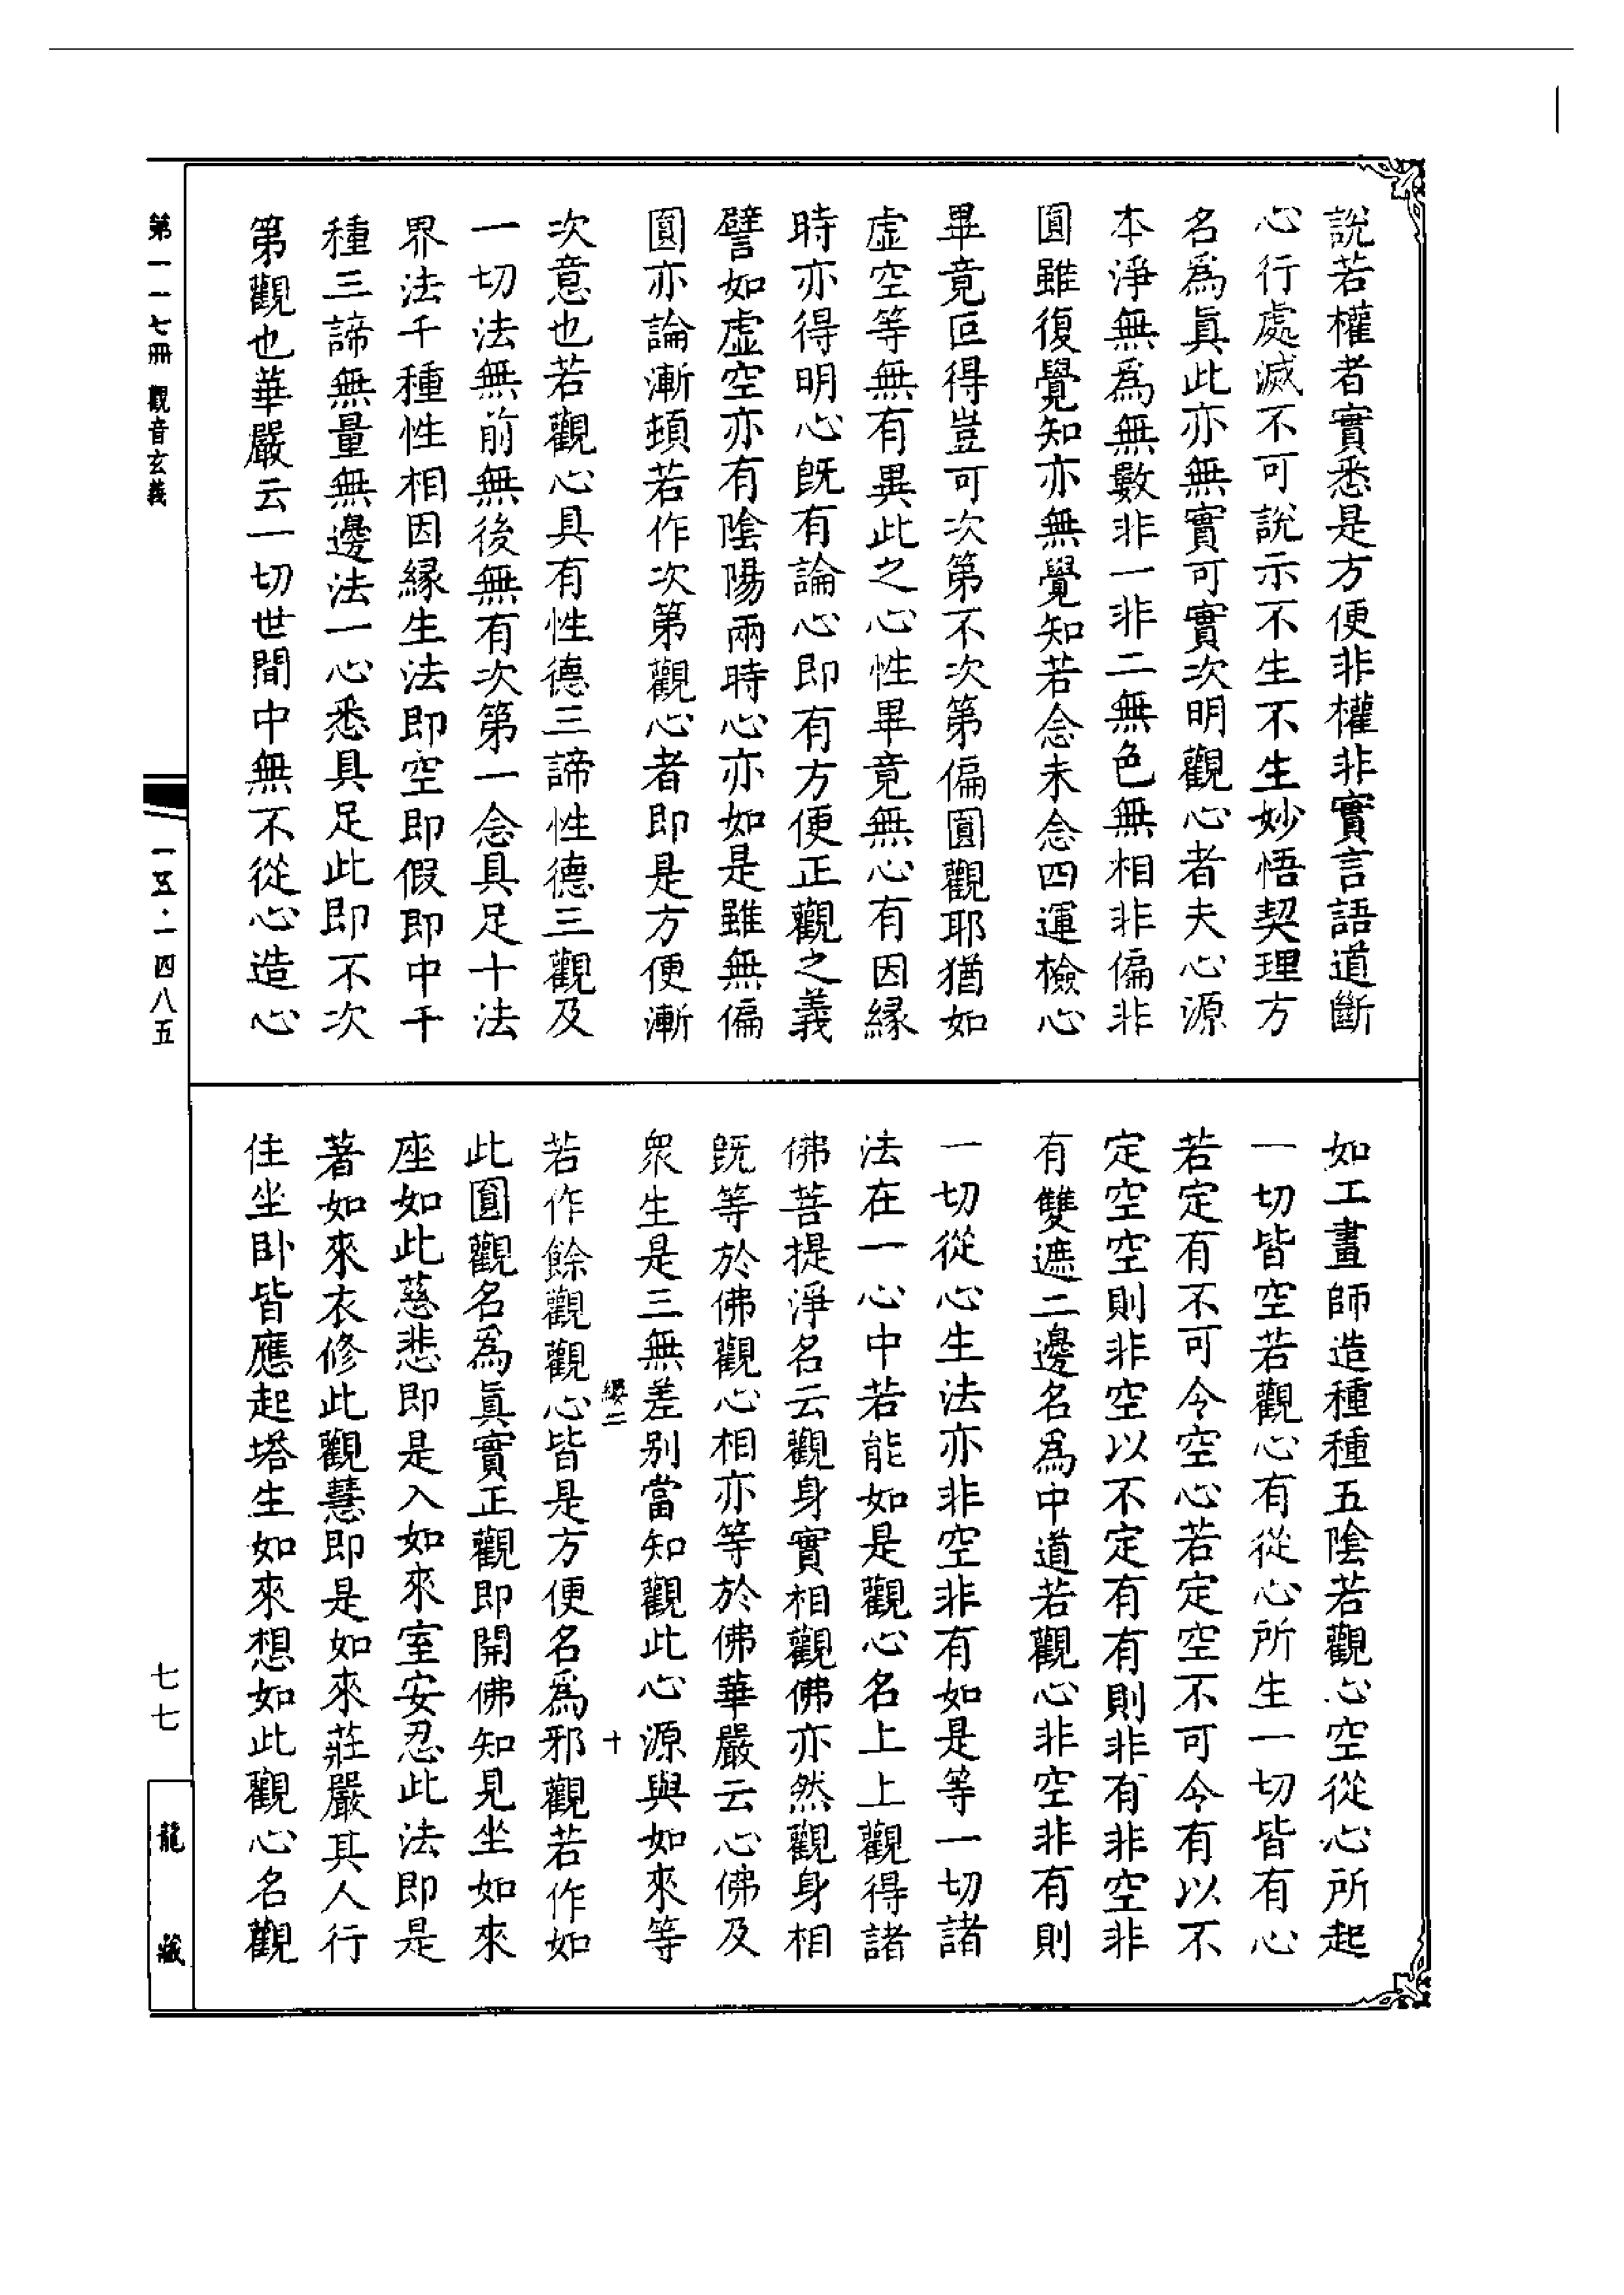 説若權者實悉是方便非權非實言語道斷
心行處滅不可説示不生不生妙悟契理方
名爲眞此亦無實可實次明觀心者夫心源
本淨無爲無數非一非二無色無相非偏非
圓雖復覺知亦無覺知若念未念四運檢心
畢竟叵得豈可次第不次第偏圓觀耶猶如
虛空等無有異此之心性畢竟無心有因縁
時亦得明心既有論心即有方便正觀之義
譬如虛空亦有陰陽兩時心亦如是雖無偏
圓亦論漸頓若作次第觀心者即是方便漸
次意也若觀心具有性德三諦性德三觀及
一切法無前無後無有次第一念具足十法
界法千種性相因縁生法即空即假即中千
種三諦無量無邊法一心悉具足此即不次
第觀也華嚴云一切世間中無不從心造心
如工畫師造種種五陰若觀心空從心所起
一切皆空若觀心有從心所生一切皆有心
若定有不可令空心若定空不可令有以不
定空空則非空以不定有有則非有非空非
有雙遮二邊名爲中道若觀心非空非有則
一切從心生法亦非空非有如是等一切諸
法在一心中若能如是觀心名上上觀得諸
佛菩提淨名云觀身實相觀佛亦然觀身相
既等於佛觀心相亦等於佛華嚴云心佛及
衆生是三無差别當知觀此心源與如來等
纓二 十
若作餘觀觀心皆是方便名爲邪觀若作如
此圓觀名爲眞實正觀即開佛知見坐如來
座如此慈悲即是入如來室安忍此法即是
著如來衣修此觀慧即是如來莊嚴其人行
住坐卧皆應起塔生如來想如此觀心名觀
第一一七冊 觀音玄義
一五·一四八五
七七
龍藏